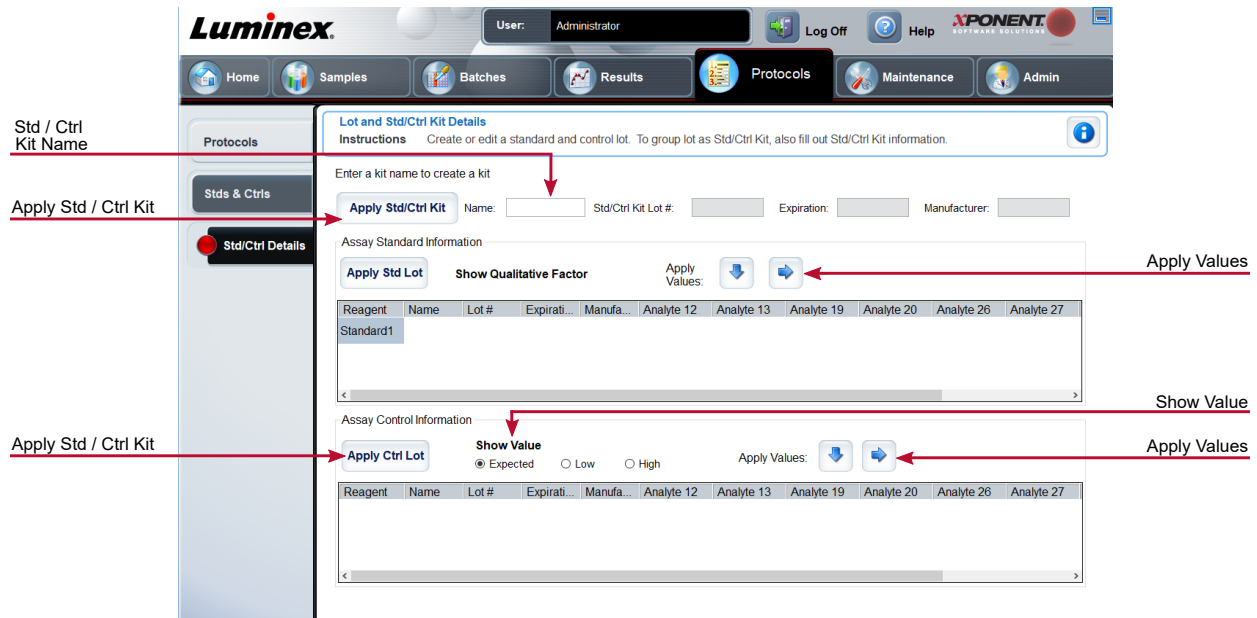 Luminex.
User: Administrator
Log Off
Help
XPONENT.
SOFTWARE SOLUTIONS
Home
Samples
Batches
Results
Protocols
Maintenance
Admin
Std / Ctrl
Kit Name
Protocols
Lot and Std/Ctrl Kit Details
Instructions Create or edit a standard and control lot. To group lot as Std/Ctrl Kit, also fill out Std/Ctrl Kit information.
Enter a kit name to create a kit
Stds & Ctrls
Apply Std / Ctrl Kit
Apply Std/Ctrl Kit Name: Std/Ctrl Kit Lot #: Expiration: Manufacturer:
Std/Ctrl Details
Assay Standard Information
Apply Std Lot Show Qualitative Factor
Apply
Values:
Apply Values
Reagent Name Lot # Expirati... Manufa... Analyte 12 Analyte 13 Analyte 19 Analyte 20 Analyte 26 Analyte 27
Standard1
Show Value
Assay Control Information
Apply Std / Ctrl Kit
Apply Ctrl Lot
Show Value
Expected Low High
Apply Values:
Apply Values
Reagent Name Lot # Expirati... Manufa... Analyte 12 Analyte 13 Analyte 19 Analyte 20 Analyte 26 Analyte 27